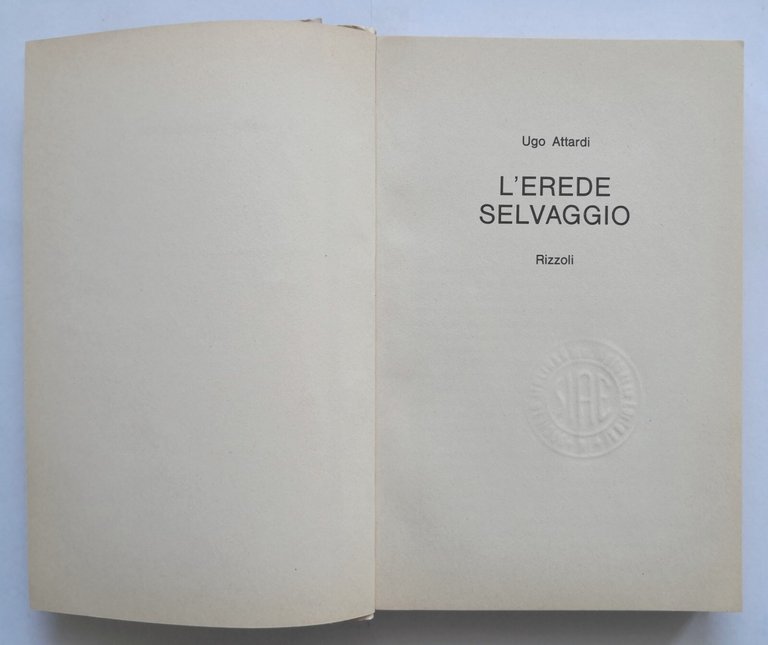 Ugo Attardi
L'EREDE
SELVAGGIO
Rizzoli
SIAE